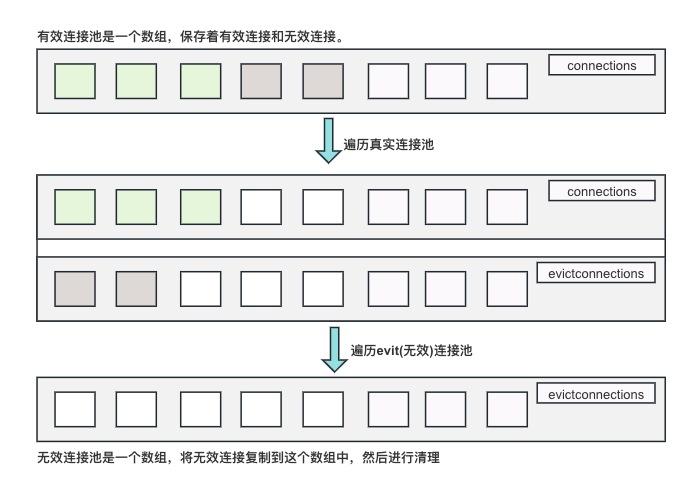 有效连接池是一个数组，保存着有效连接和无效连接。
connections
遍历真实连接池
connections
evictconnections
遍历evit(无效)连接池
evictconnections
无效连接池是一个数组，将无效连接复制到这个数组中，然后进行清理